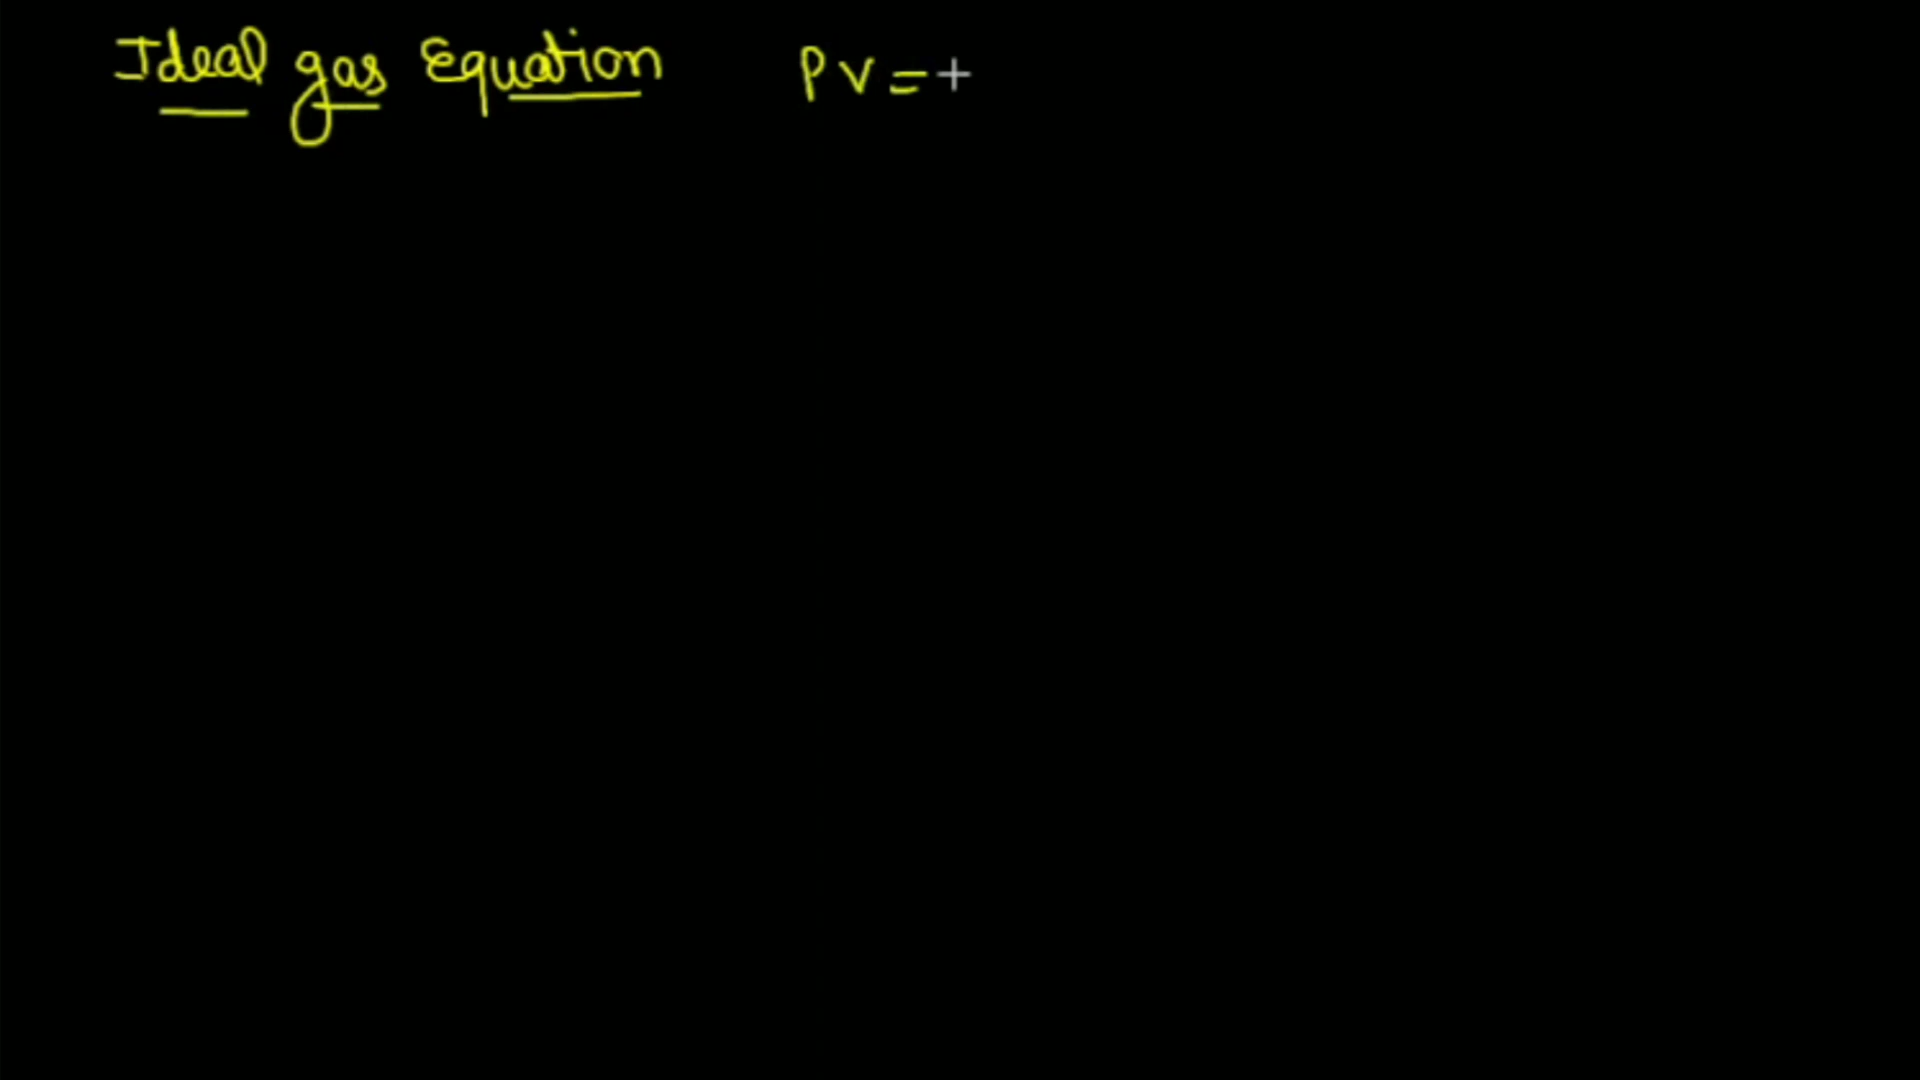 Ideal gas Equation PV =